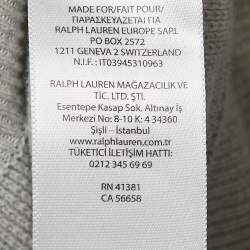 MADE FOR/FAIT POUR/
ΠΑΡΑΣΚΕΥΑΖΕΤΑΙ ΓΙΑ
RALPH LAUREN EUROPE SARL
PO BOX 2572
1211 GENEVA 2 SWITZERLAND
N.I.F. : IT03945310963
RALPH LAUREN MAĞAZACILIK VE
TİC. LTD. ŞTİ.
Esentepe Kasap Sok. Altınay İş
Merkezi No: 8-10 K: 4 34360
Şişli – İstanbul
www.ralphlauren.com.tr
TÜKETİCİ İLETİŞİM HATTI:
0212 345 69 69
RN 41381
CA 56658